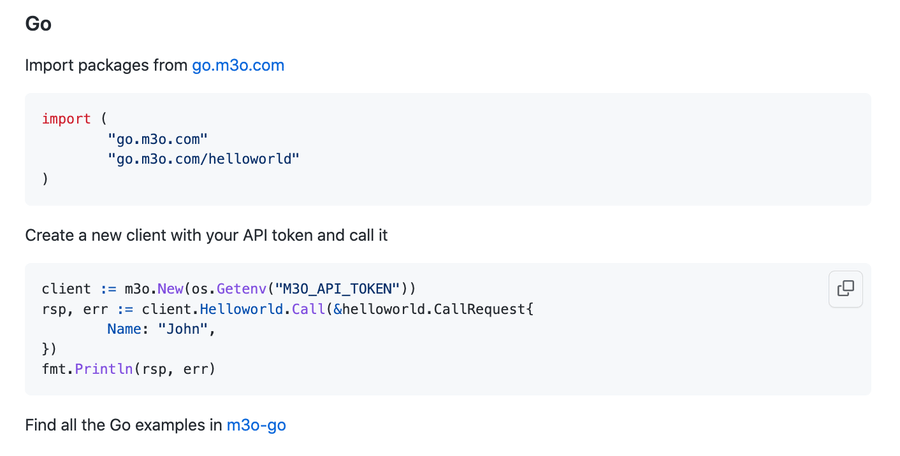 Go
Import packages from go.m3o.com
import (
        "go.m3o.com"
        "go.m3o.com/helloworld"
)
Create a new client with your API token and call it
client := m3o.New(os.Getenv("M3O_API_TOKEN"))
rsp, err := client.Helloworld.Call(&helloworld.CallRequest{
        Name: "John",
})
fmt.Println(rsp, err)
Find all the Go examples in m3o-go